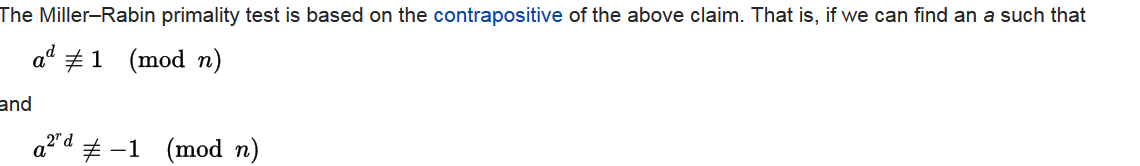 The Miller–Rabin primality test is based on the contrapositive of the above claim. That is, if we can find an a such that
a^d ≢ 1 (mod n)
and
a^{2^r d} ≢ −1 (mod n)